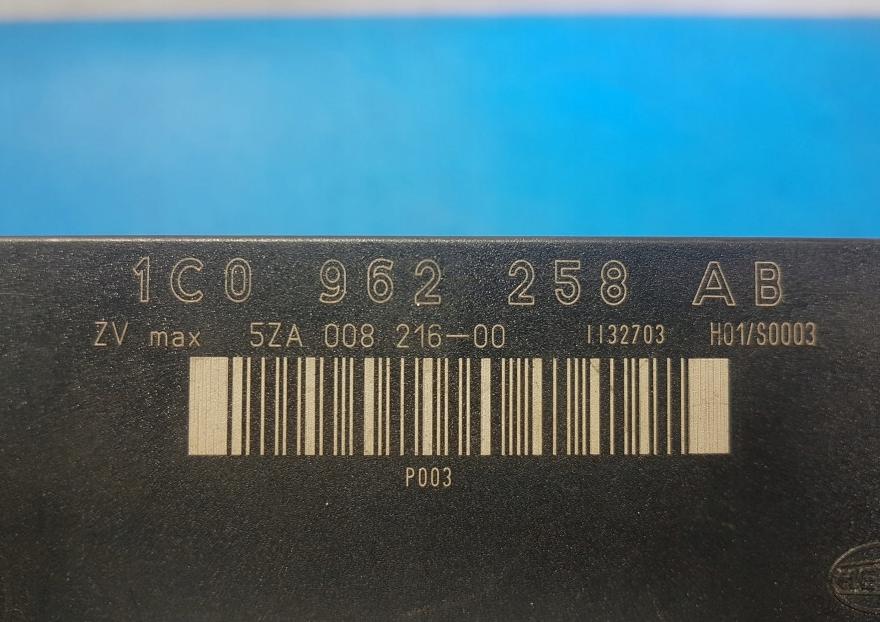 1C0 962 258 AB
ZV max 5ZA 008 216-00 1132703 H01/S0003
P003